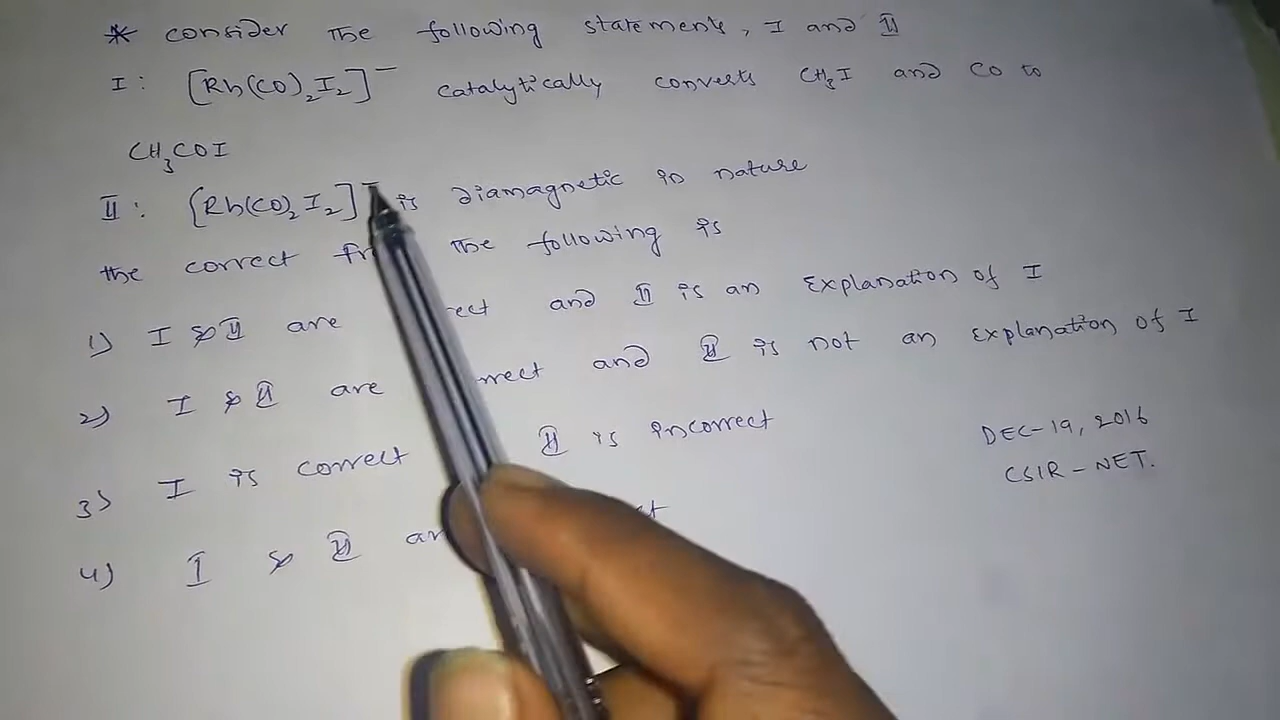 * consider the following statements, I and II
I: [Rh(CO)2I2]⁻ catalytically converts CH3I and CO to
CH3COI
II: [Rh(CO)2I2]⁻ is diamagnetic in nature
the correct the following is
1) I & II are and II is an Explanation of I
2) I & II are and II is not an Explanation of I
3) I is correct II is incorrect
4) I & II
DEC-19, 2016
CSIR-NET.